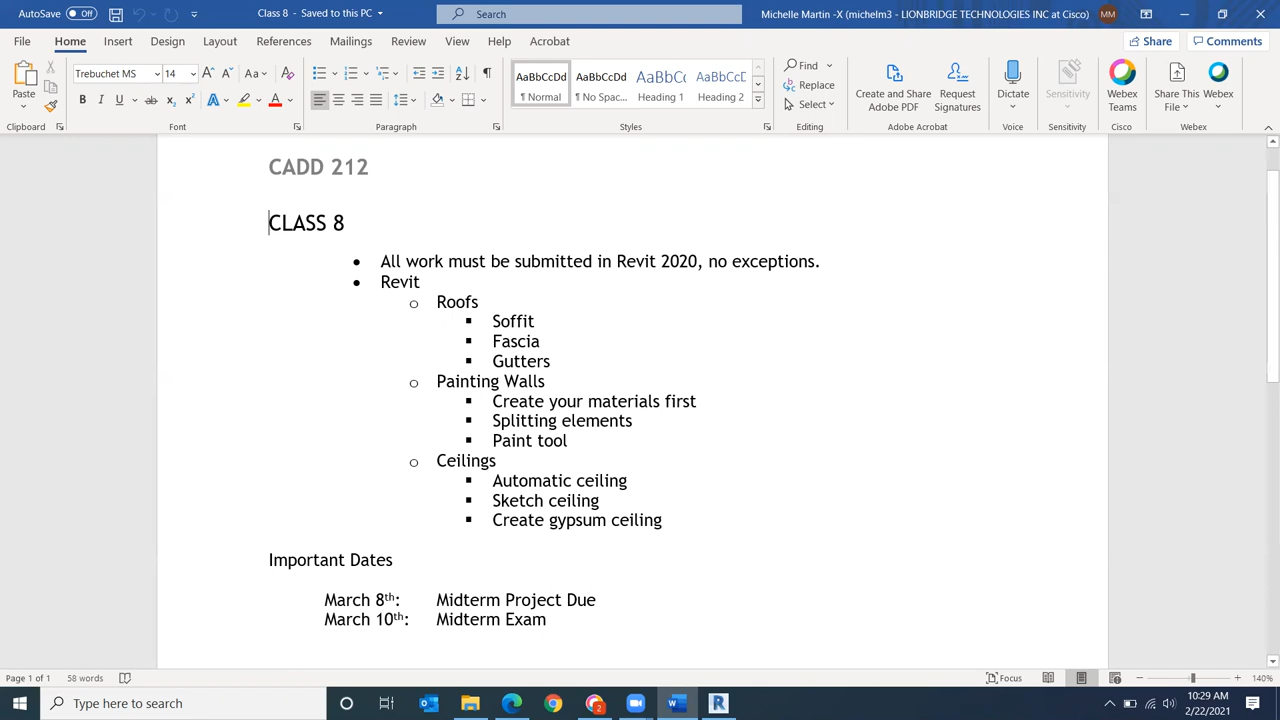 AutoSave Off Class 8 - Saved to this PC Search Michelle Martin -X (michelm3 - LIONBRIDGE TECHNOLOGIES INC at Cisco) MM
File Home Insert Draw Design Layout References Mailings Review View Help Acrobat Share Comments
Trebuchet MS 14 Aa AaBbCcDd AaBbCcDd AaBbCc AaBbCcD Find
Paste B I U ab x₂ x² A A ¶ Normal ¶ No Spac... Heading 1 Heading 2 Replace Create and Share Request Dictate Sensitivity Webex Share This Webex
Select Adobe PDF Signatures Teams File
Clipboard Font Paragraph Styles Editing Adobe Acrobat Voice Sensitivity Cisco Webex
CADD 212
CLASS 8
• All work must be submitted in Revit 2020, no exceptions.
• Revit
o Roofs
▪ Soffit
▪ Fascia
▪ Gutters
o Painting Walls
▪ Create your materials first
▪ Splitting elements
▪ Paint tool
o Ceilings
▪ Automatic ceiling
▪ Sketch ceiling
▪ Create gypsum ceiling
Important Dates
March 8th: Midterm Project Due
March 10th: Midterm Exam
Page 1 of 1 58 words Focus 140%
Type here to search 2 10:29 AM
2/22/2021